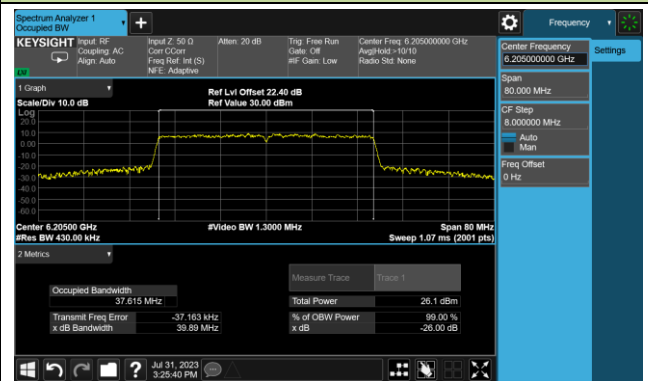 Spectrum Analyzer 1
Occupied BW
Frequency
KEYSIGHT
Input: RF
Coupling: AC
Align: Auto
Input Z: 50 Ω
Corr CCorr
Freq Ref: Int (S)
NFE: Adaptive
Atten: 20 dB
Trig: Free Run
Gate: Off
#IF Gain: Low
Center Freq: 6.205000000 GHz
Avg|Hold:>10/10
Radio Std: None
Center Frequency
6.205000000 GHz
Settings
Span
80.000 MHz
CF Step
8.000000 MHz
Auto
Man
Freq Offset
0 Hz
1 Graph
Scale/Div 10.0 dB
Ref Lvl Offset 22.40 dB
Ref Value 30.00 dBm
Log
20.0
10.0
0.00
-10.0
-20.0
-30.0
-40.0
-50.0
-60.0
Center 6.20500 GHz
#Video BW 1.3000 MHz
Span 80 MHz
#Res BW 430.00 kHz
Sweep 1.07 ms (2001 pts)
2 Metrics
Measure Trace
Trace 1
Occupied Bandwidth
37.615 MHz
Total Power
26.1 dBm
Transmit Freq Error
-37.163 kHz
% of OBW Power
99.00 %
x dB Bandwidth
39.89 MHz
x dB
-26.00 dB
?
Jul 31, 2023
3:25:40 PM